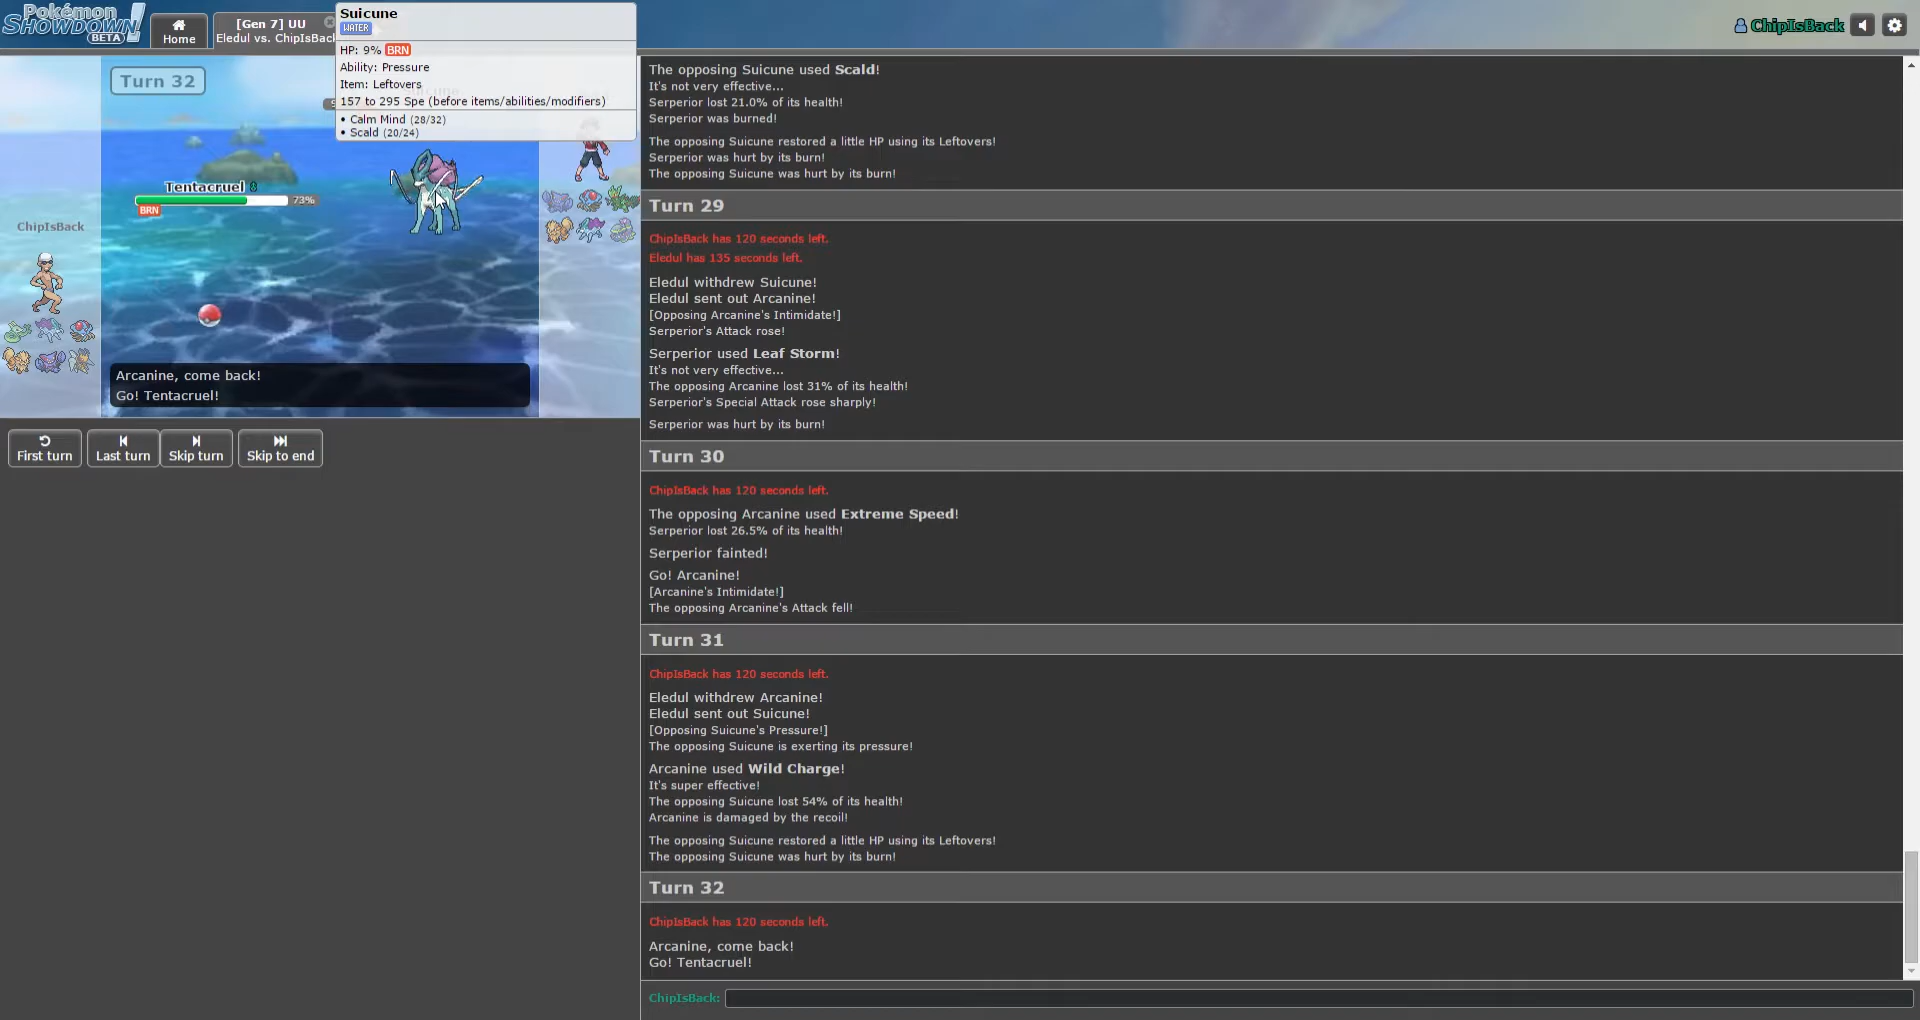 Pokémon
SHOWDOWN!
BETA
Home
[Gen 7] UU
Eledul vs. ChipIsBack
Suicune
WATER
HP: 9% BRN
Ability: Pressure
Item: Leftovers
157 to 295 Spe (before items/abilities/modifiers)
• Calm Mind (28/32)
• Scald (20/24)
ChipIsBack
Turn 32
Tentacruel
73%
BRN
ChipIsBack
Arcanine, come back!
Go! Tentacruel!
First turn
Last turn
Skip turn
Skip to end
The opposing Suicune used Scald!
It's not very effective...
Serperior lost 21.0% of its health!
Serperior was burned!
The opposing Suicune restored a little HP using its Leftovers!
Serperior was hurt by its burn!
The opposing Suicune was hurt by its burn!
Turn 29
ChipIsBack has 120 seconds left.
Eledul has 135 seconds left.
Eledul withdrew Suicune!
Eledul sent out Arcanine!
[Opposing Arcanine's Intimidate!]
Serperior's Attack rose!
Serperior used Leaf Storm!
It's not very effective...
The opposing Arcanine lost 31% of its health!
Serperior's Special Attack rose sharply!
Serperior was hurt by its burn!
Turn 30
ChipIsBack has 120 seconds left.
The opposing Arcanine used Extreme Speed!
Serperior lost 26.5% of its health!
Serperior fainted!
Go! Arcanine!
[Arcanine's Intimidate!]
The opposing Arcanine's Attack fell!
Turn 31
ChipIsBack has 120 seconds left.
Eledul withdrew Arcanine!
Eledul sent out Suicune!
[Opposing Suicune's Pressure!]
The opposing Suicune is exerting its pressure!
Arcanine used Wild Charge!
It's super effective!
The opposing Suicune lost 54% of its health!
Arcanine is damaged by the recoil!
The opposing Suicune restored a little HP using its Leftovers!
The opposing Suicune was hurt by its burn!
Turn 32
ChipIsBack has 120 seconds left.
Arcanine, come back!
Go! Tentacruel!
ChipIsBack: